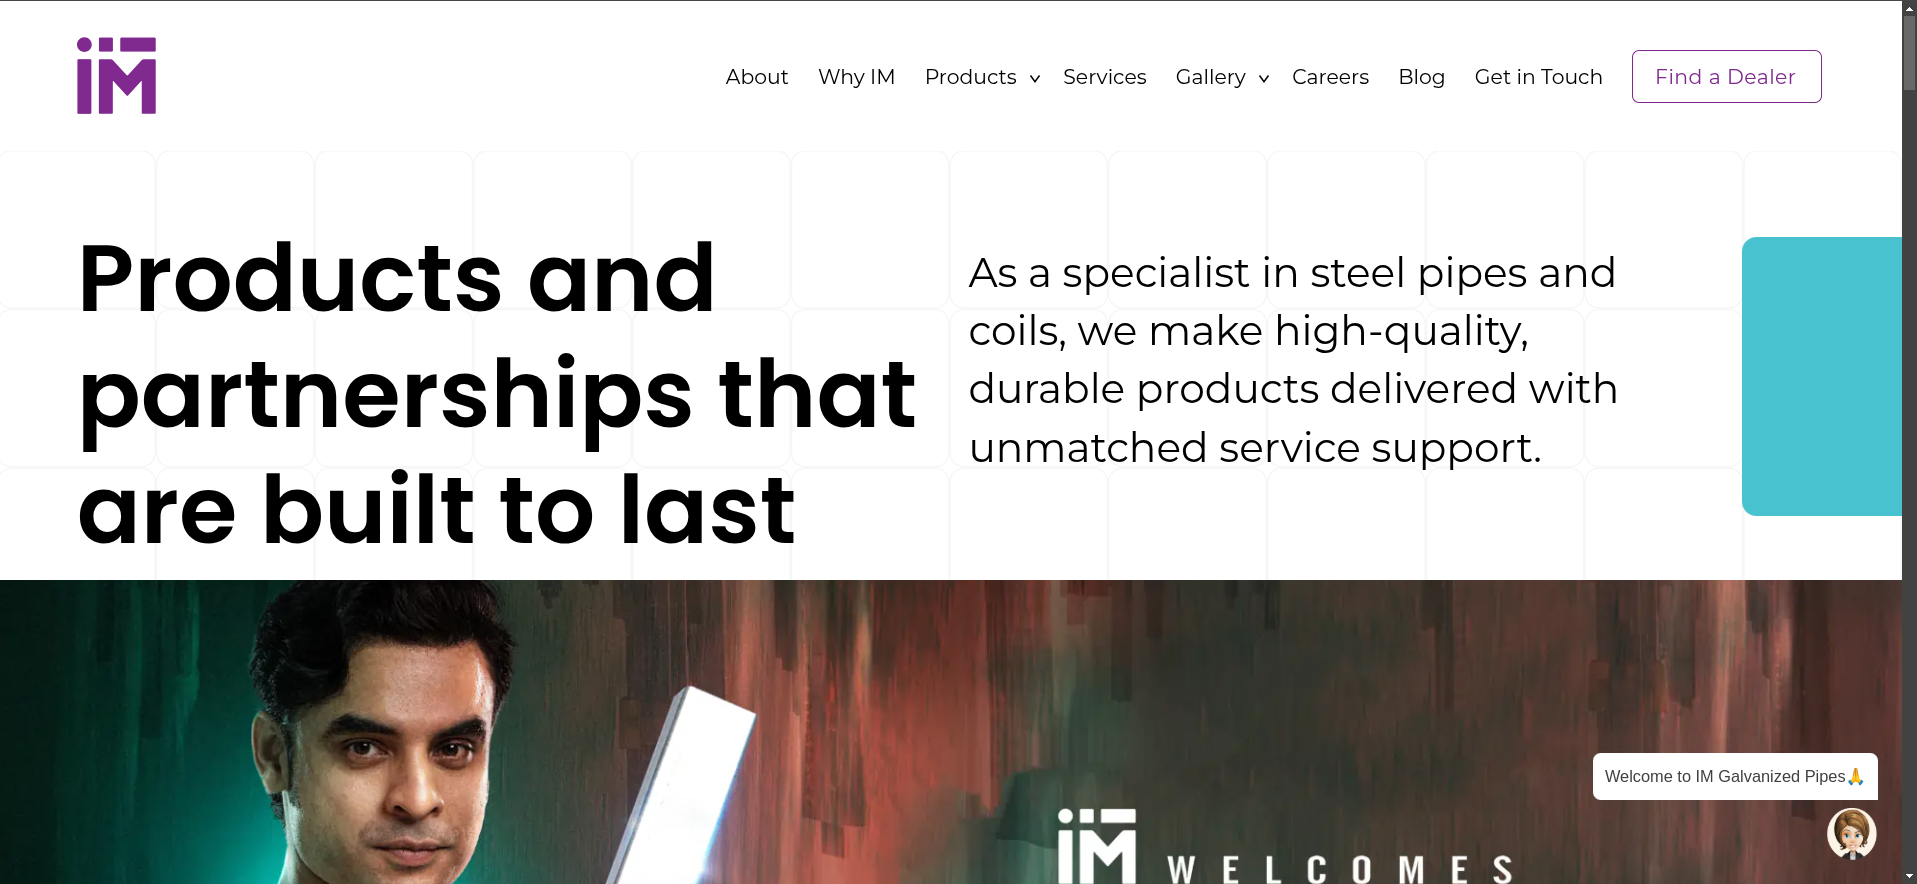 IM
About Why IM Products Services Gallery Careers Blog Get in Touch Find a Dealer
Products and
partnerships that
are built to last
As a specialist in steel pipes and
coils, we make high-quality,
durable products delivered with
unmatched service support.
Welcome to IM Galvanized Pipes🙏
IM WELCOMES